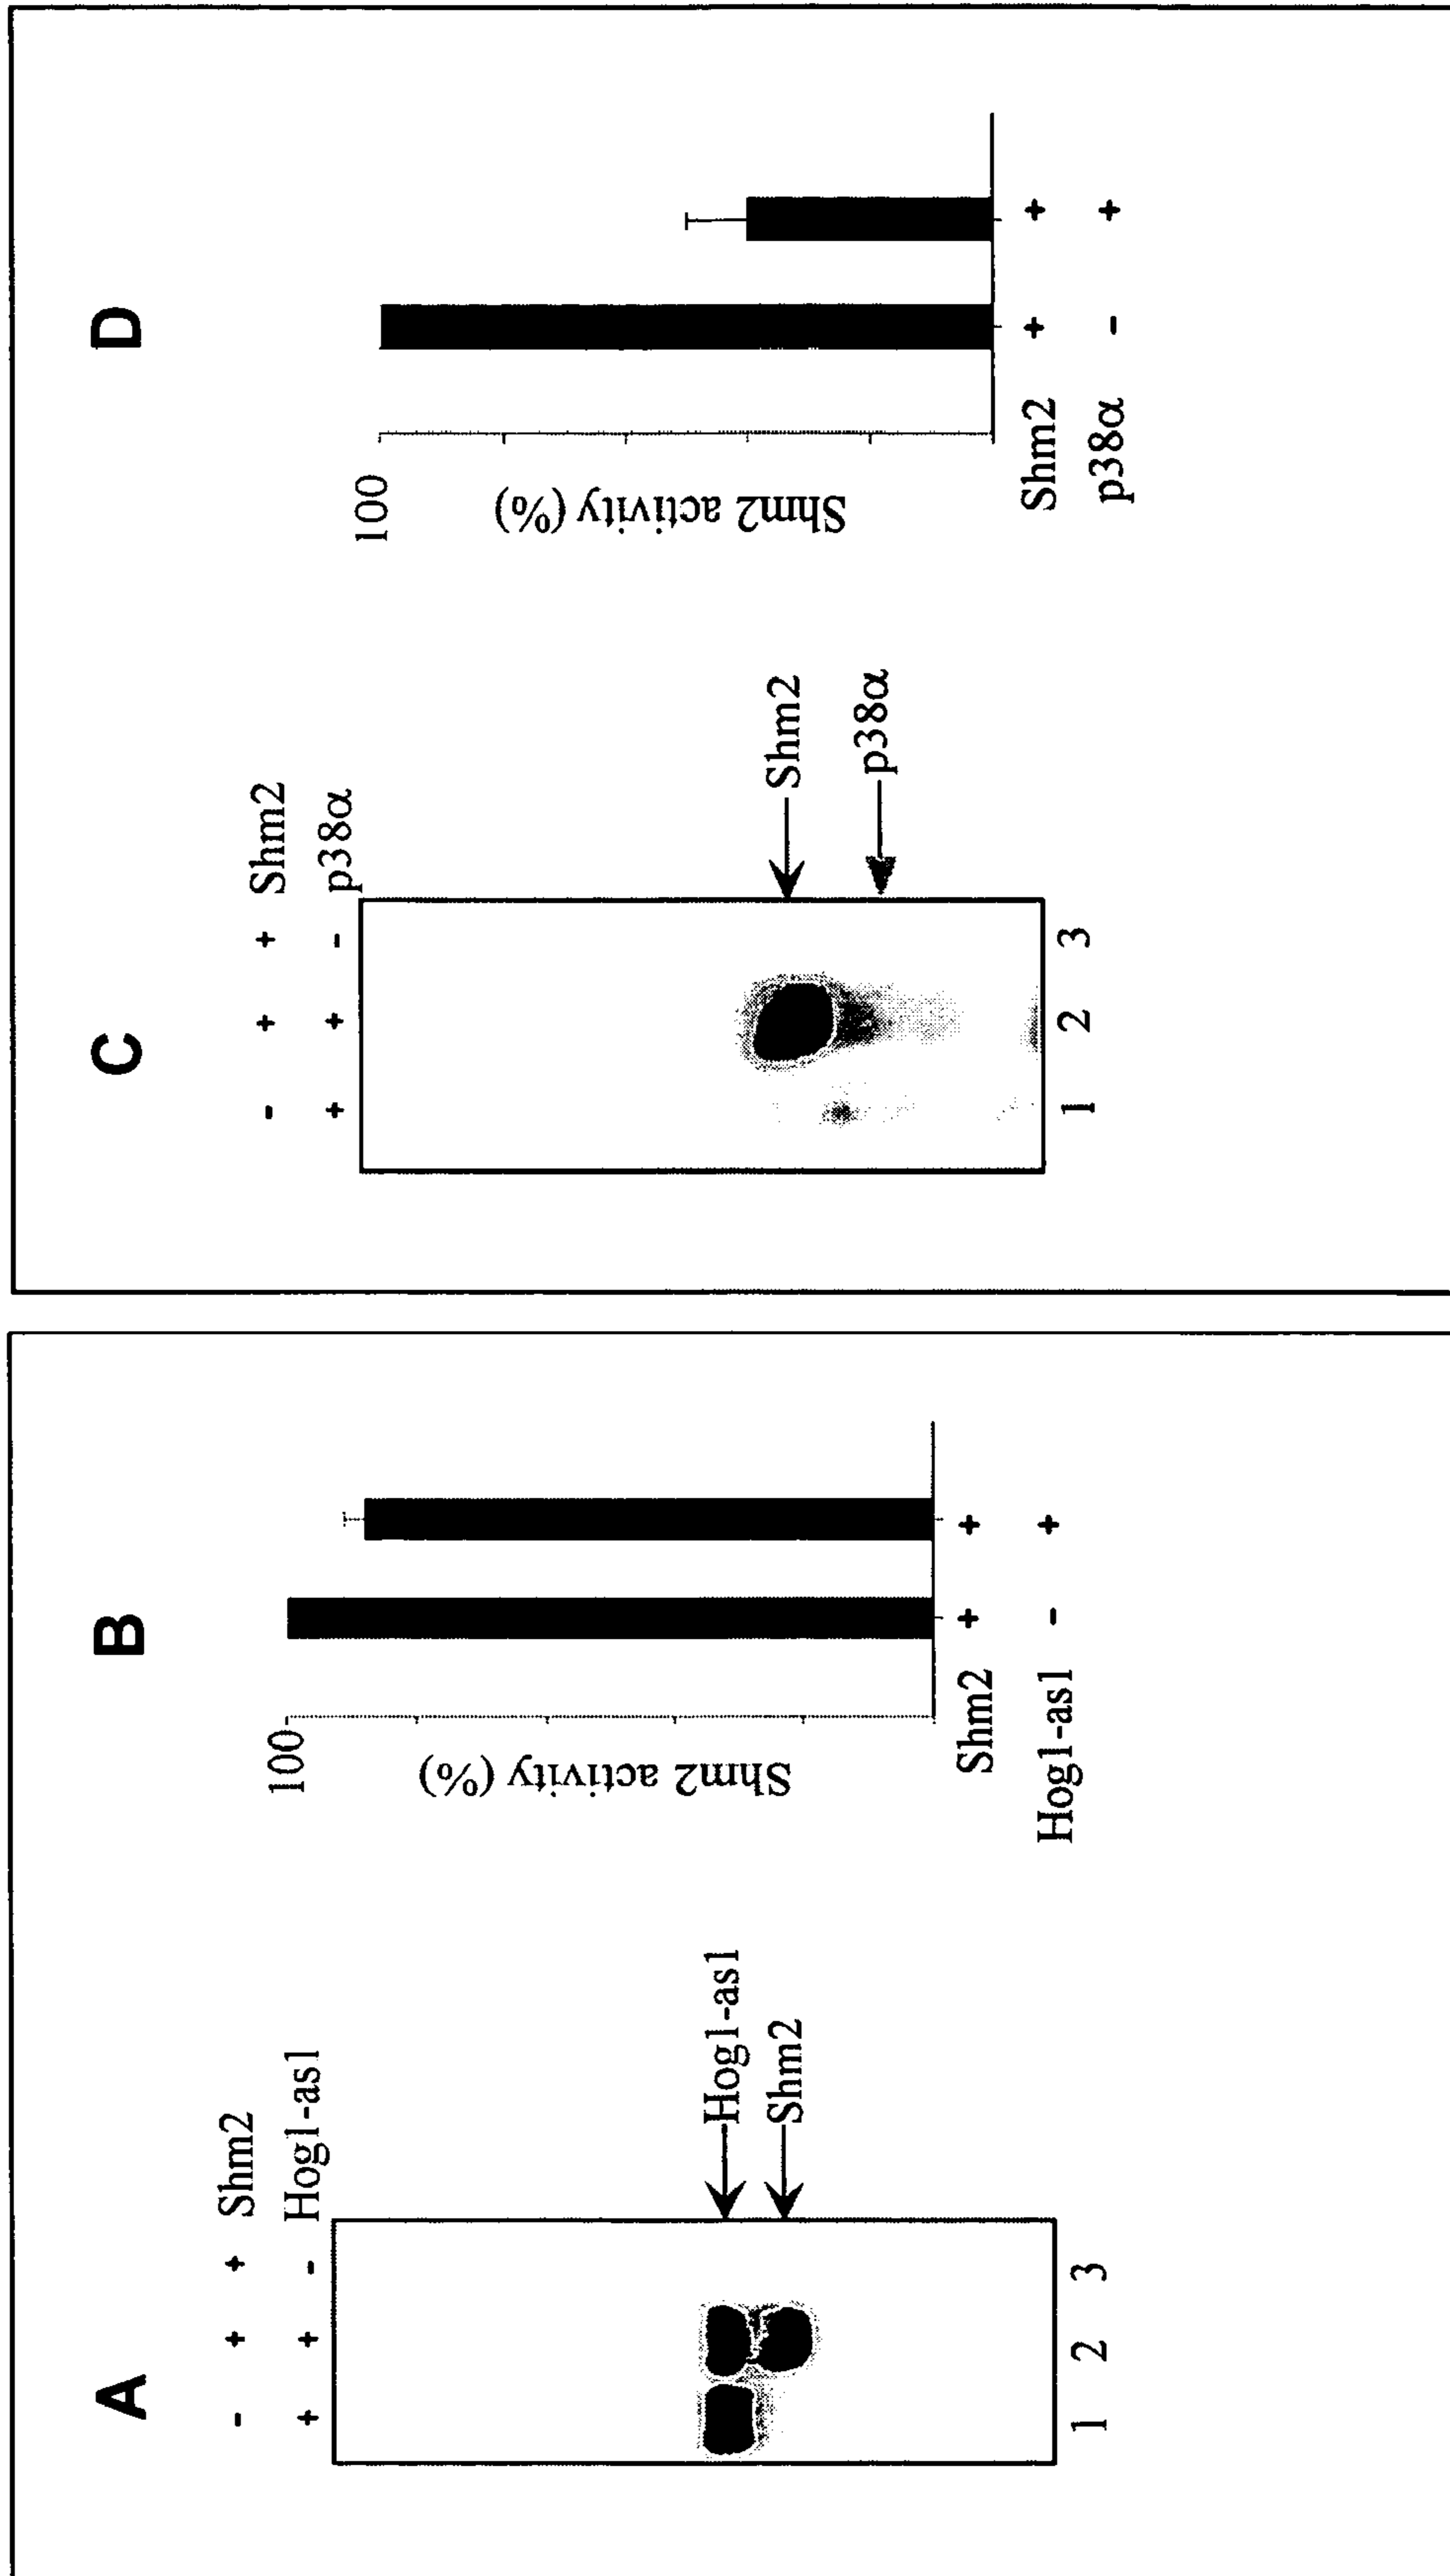 A
- + + Shm2
+ + - Hog1-as1
Hog1-as1
Shm2
1 2 3
B
100
Shm2 activity (%)
Shm2 + +
Hog1-as1 - +
C
- + + Shm2
+ + - p38α
Shm2
p38α
1 2 3
D
100
Shm2 activity (%)
Shm2 + +
p38α - +